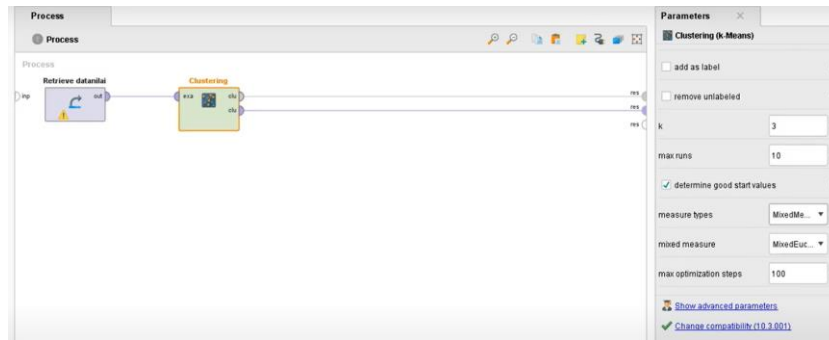 Process
Process
Process
Retrieve datanilai
inp
out
Clustering
exa
clu
clu
res
res
res
Parameters
Clustering (k-Means)
add as label
remove unlabeled
k
3
max runs
10
determine good start values
measure types
MixedMe...
mixed measure
MixedEuc...
max optimization steps
100
Show advanced parameters
Change compatibility (10.3.001)